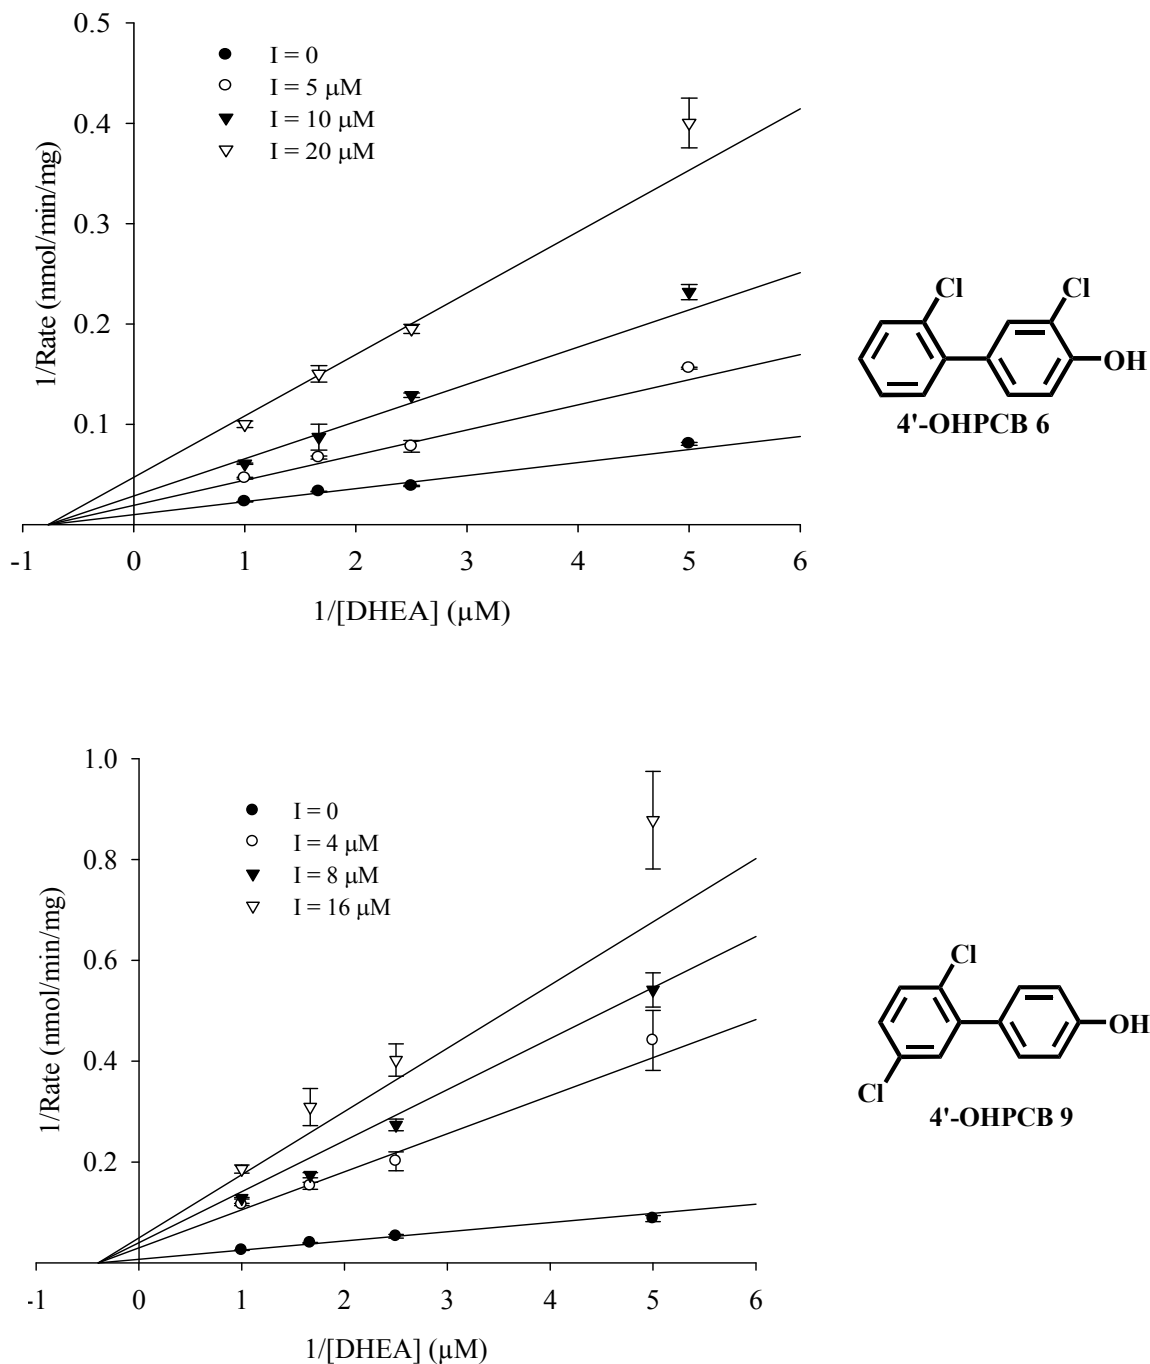 0.5
0.4
0.3
0.2
0.1
1/Rate (nmol/min/mg)
I = 0
I = 5 μM
I = 10 μM
I = 20 μM
-1 0 1 2 3 4 5 6
1/[DHEA] (μM)
Cl Cl
OH
4'-OHPCB 6
1.0
0.8
0.6
0.4
0.2
1/Rate (nmol/min/mg)
I = 0
I = 4 μM
I = 8 μM
I = 16 μM
-1 0 1 2 3 4 5 6
1/[DHEA] (μM)
Cl
OH
Cl
4'-OHPCB 9